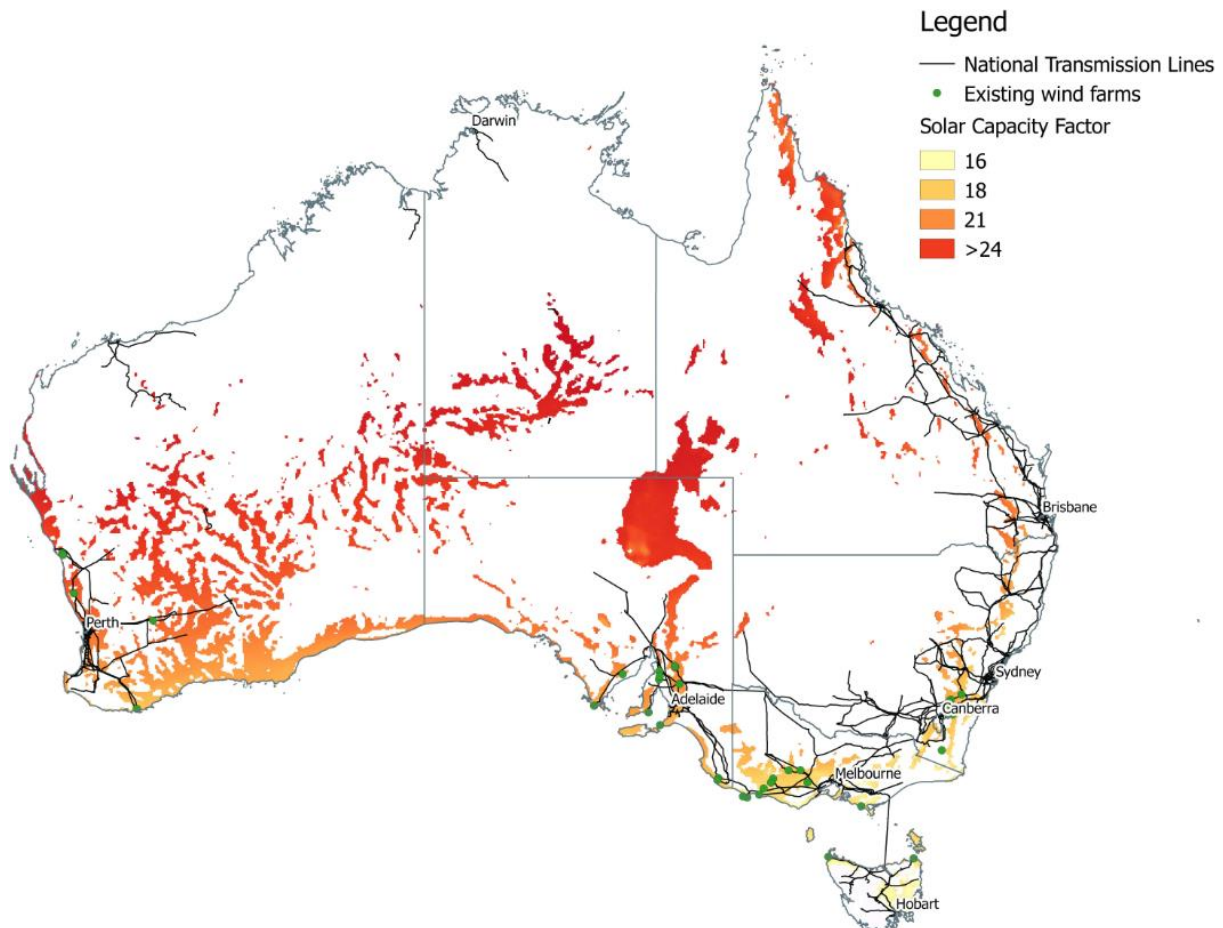 Legend
National Transmission Lines
Existing wind farms
Solar Capacity Factor
16
18
21
>24
Darwin
Brisbane
Perth
Sydney
Adelaide
Canberra
Melbourne
Hobart